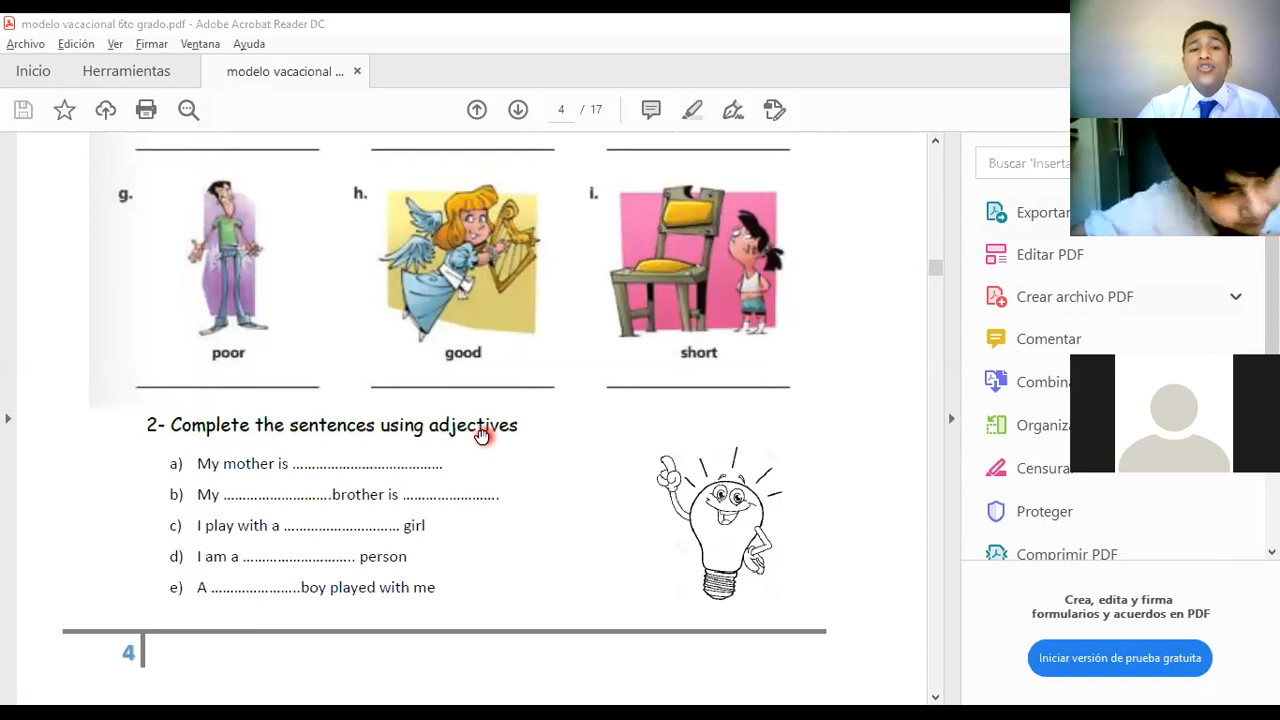 modelo vacacional 6to grado.pdf - Adobe Acrobat Reader DC
Archivo Edición Ver Firmar Ventana Ayuda
Inicio Herramientas modelo vacacional ... ×
4 / 17
g. h. i.
poor good short
2- Complete the sentences using adjectives
a) My mother is ......................................
b) My ............................brother is .........................
c) I play with a .............................. girl
d) I am a ............................. person
e) A .......................boy played with me
4
Buscar 'Inserta
Exportar
Editar PDF
Crear archivo PDF
Comentar
Combina
Organiza
Censura
Proteger
Comprimir PDF
Crea, edita y firma
formularios y acuerdos en PDF
Iniciar versión de prueba gratuita